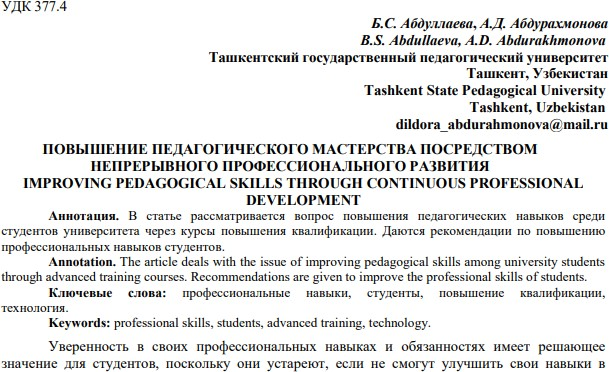 УДК 377.4
Б.С. Абдуллаева, А.Д. Абдурахмонова
B.S. Abdullaeva, A.D. Abdurakhmonova
Ташкентский государственный педагогический университет
Ташкент, Узбекистан
Tashkent State Pedagogical University
Tashkent, Uzbekistan
dildora_abdurahmonova@mail.ru
ПОВЫШЕНИЕ ПЕДАГОГИЧЕСКОГО МАСТЕРСТВА ПОСРЕДСТВОМ
НЕПРЕРЫВНОГО ПРОФЕССИОНАЛЬНОГО РАЗВИТИЯ
IMPROVING PEDAGOGICAL SKILLS THROUGH CONTINUOUS PROFESSIONAL
DEVELOPMENT
Аннотация. В статье рассматривается вопрос повышения педагогических навыков среди
студентов университета через курсы повышения квалификации. Даются рекомендации по повышению
профессиональных навыков студентов.
Annotation. The article deals with the issue of improving pedagogical skills among university students
through advanced training courses. Recommendations are given to improve the professional skills of students.
Ключевые слова: профессиональные навыки, студенты, повышение квалификации,
технология.
Keywords: professional skills, students, advanced training, technology.
Уверенность в своих профессиональных навыках и обязанностях имеет решающее
значение для студентов, поскольку они устареют, если не смогут улучшить свои навыки в